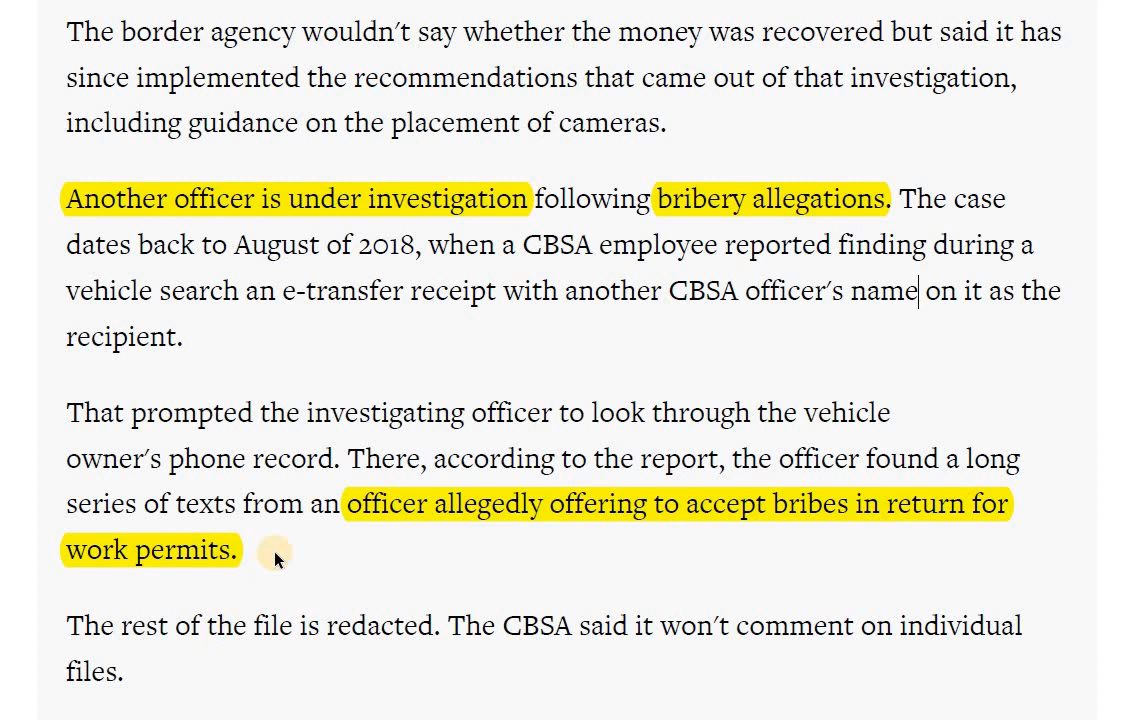 The border agency wouldn't say whether the money was recovered but said it has
since implemented the recommendations that came out of that investigation,
including guidance on the placement of cameras.
Another officer is under investigation following bribery allegations. The case
dates back to August of 2018, when a CBSA employee reported finding during a
vehicle search an e-transfer receipt with another CBSA officer's name on it as the
recipient.
That prompted the investigating officer to look through the vehicle
owner's phone record. There, according to the report, the officer found a long
series of texts from an officer allegedly offering to accept bribes in return for
work permits.
The rest of the file is redacted. The CBSA said it won't comment on individual
files.